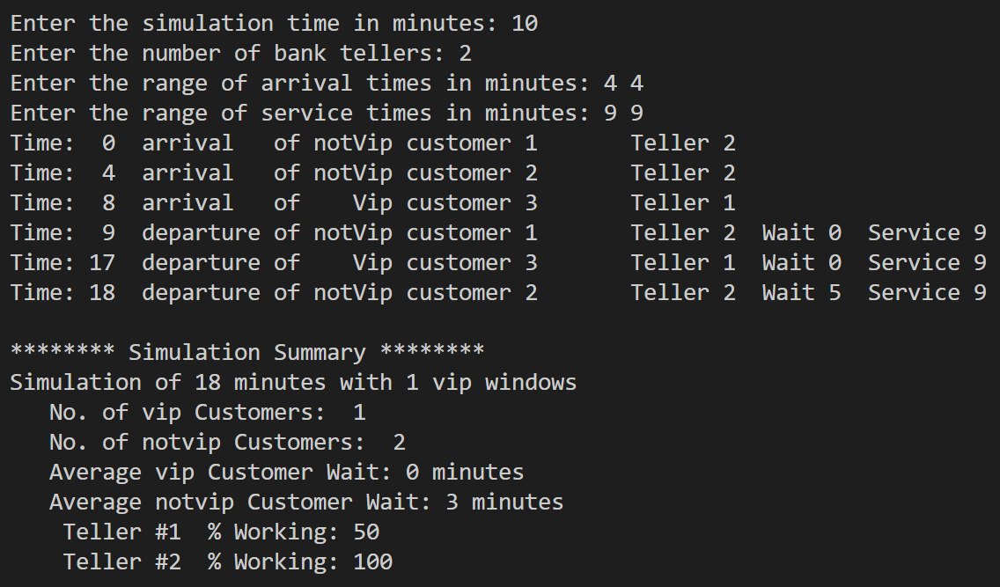 Enter the simulation time in minutes: 10
Enter the number of bank tellers: 2
Enter the range of arrival times in minutes: 4 4
Enter the range of service times in minutes: 9 9
Time:  0  arrival   of notVip customer 1       Teller 2
Time:  4  arrival   of notVip customer 2       Teller 2
Time:  8  arrival   of    Vip customer 3       Teller 1
Time:  9  departure of notVip customer 1       Teller 2  Wait 0  Service 9
Time: 17  departure of    Vip customer 3       Teller 1  Wait 0  Service 9
Time: 18  departure of notVip customer 2       Teller 2  Wait 5  Service 9

******** Simulation Summary ********
Simulation of 18 minutes with 1 vip windows
   No. of vip Customers:  1
   No. of notvip Customers:  2
   Average vip Customer Wait: 0 minutes
   Average notvip Customer Wait: 3 minutes
    Teller #1  % Working: 50
    Teller #2  % Working: 100